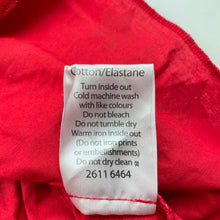 Cotton/Elastane
Turn inside out
Cold machine wash
with like colours
Do not bleach
Do not tumble dry
Warm iron inside out
(Do not iron prints
or embellishments)
Do not dry clean
2611 6464